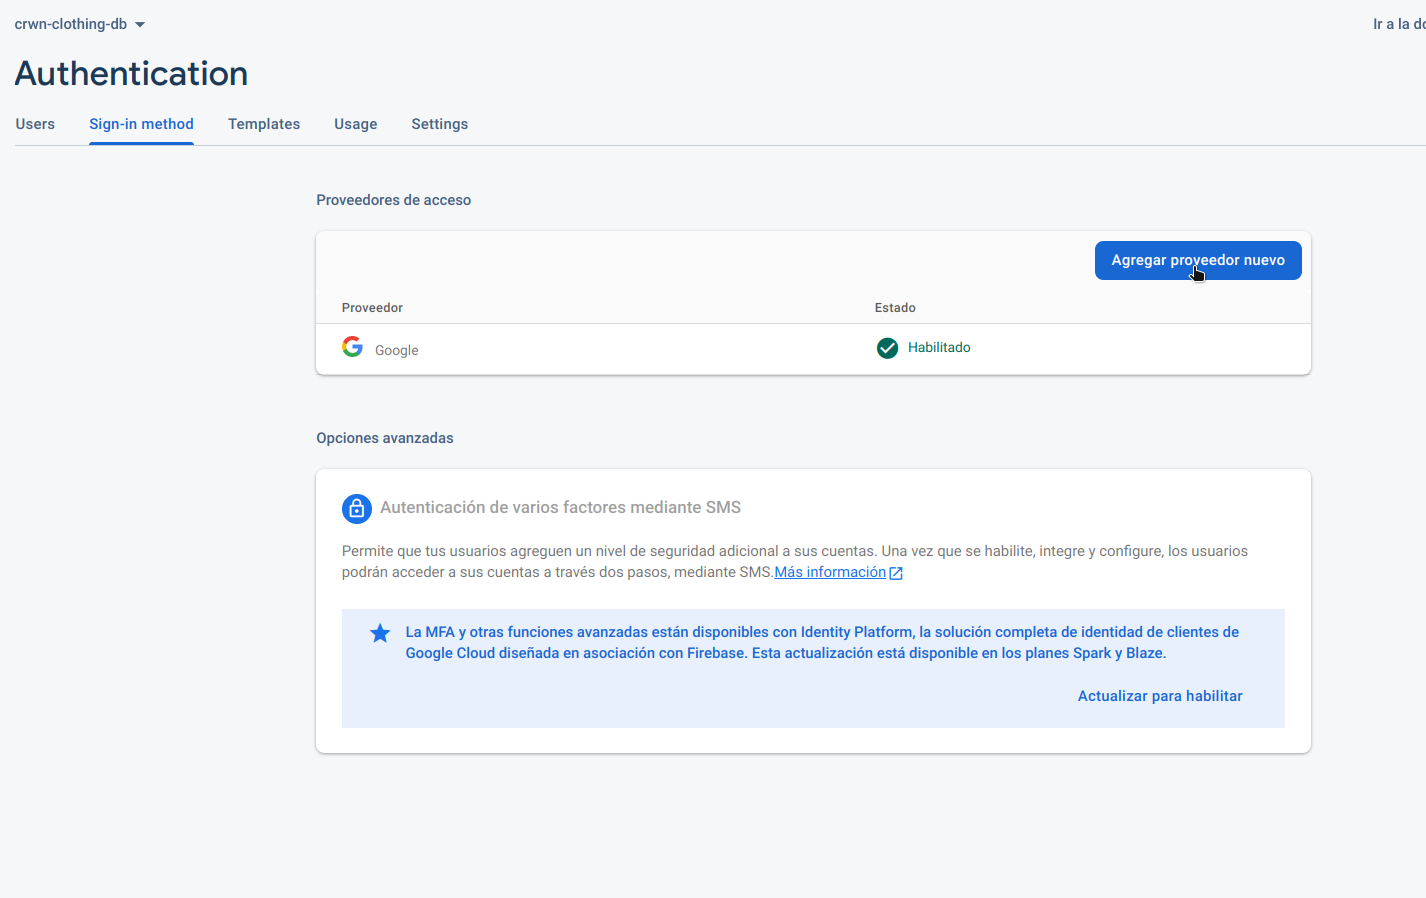 crwn-clothing-db
Ir a la do
Authentication
Users Sign-in method Templates Usage Settings
Proveedores de acceso
Agregar proveedor nuevo
Proveedor Estado
Google Habilitado
Opciones avanzadas
Autenticación de varios factores mediante SMS
Permite que tus usuarios agreguen un nivel de seguridad adicional a sus cuentas. Una vez que se habilite, integre y configure, los usuarios
podrán acceder a sus cuentas a través dos pasos, mediante SMS.Más información
La MFA y otras funciones avanzadas están disponibles con Identity Platform, la solución completa de identidad de clientes de
Google Cloud diseñada en asociación con Firebase. Esta actualización está disponible en los planes Spark y Blaze.
Actualizar para habilitar